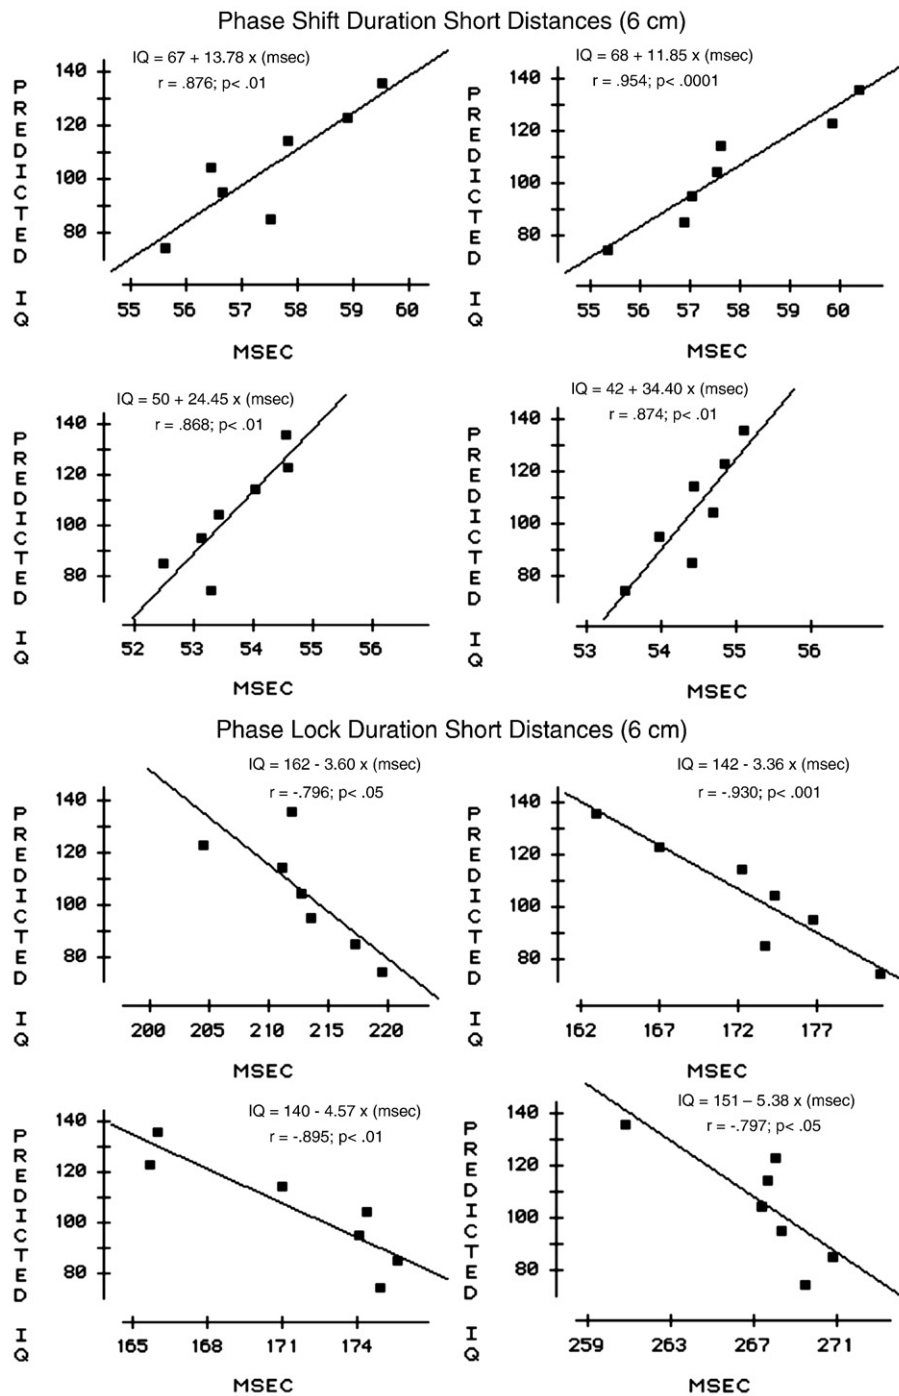 Phase Shift Duration Short Distances (6 cm)
IQ = 67 + 13.78 x (msec)
r = .876; p< .01
PREDICTED IQ
140
120
100
80
55 56 57 58 59 60
MSEC
IQ = 68 + 11.85 x (msec)
r = .954; p< .0001
PREDICTED IQ
140
120
100
80
55 56 57 58 59 60
MSEC
IQ = 50 + 24.45 x (msec)
r = .868; p< .01
PREDICTED IQ
140
120
100
80
52 53 54 55 56
MSEC
IQ = 42 + 34.40 x (msec)
r = .874; p< .01
PREDICTED IQ
140
120
100
80
53 54 55 56
MSEC
Phase Lock Duration Short Distances (6 cm)
IQ = 162 - 3.60 x (msec)
r = -.796; p< .05
PREDICTED IQ
140
120
100
80
200 205 210 215 220
MSEC
IQ = 142 - 3.36 x (msec)
r = -.930; p< .001
PREDICTED IQ
140
120
100
80
162 167 172 177
MSEC
IQ = 140 - 4.57 x (msec)
r = -.895; p< .01
PREDICTED IQ
140
120
100
80
165 168 171 174
MSEC
IQ = 151 – 5.38 x (msec)
r = -.797; p< .05
PREDICTED IQ
140
120
100
80
259 263 267 271
MSEC